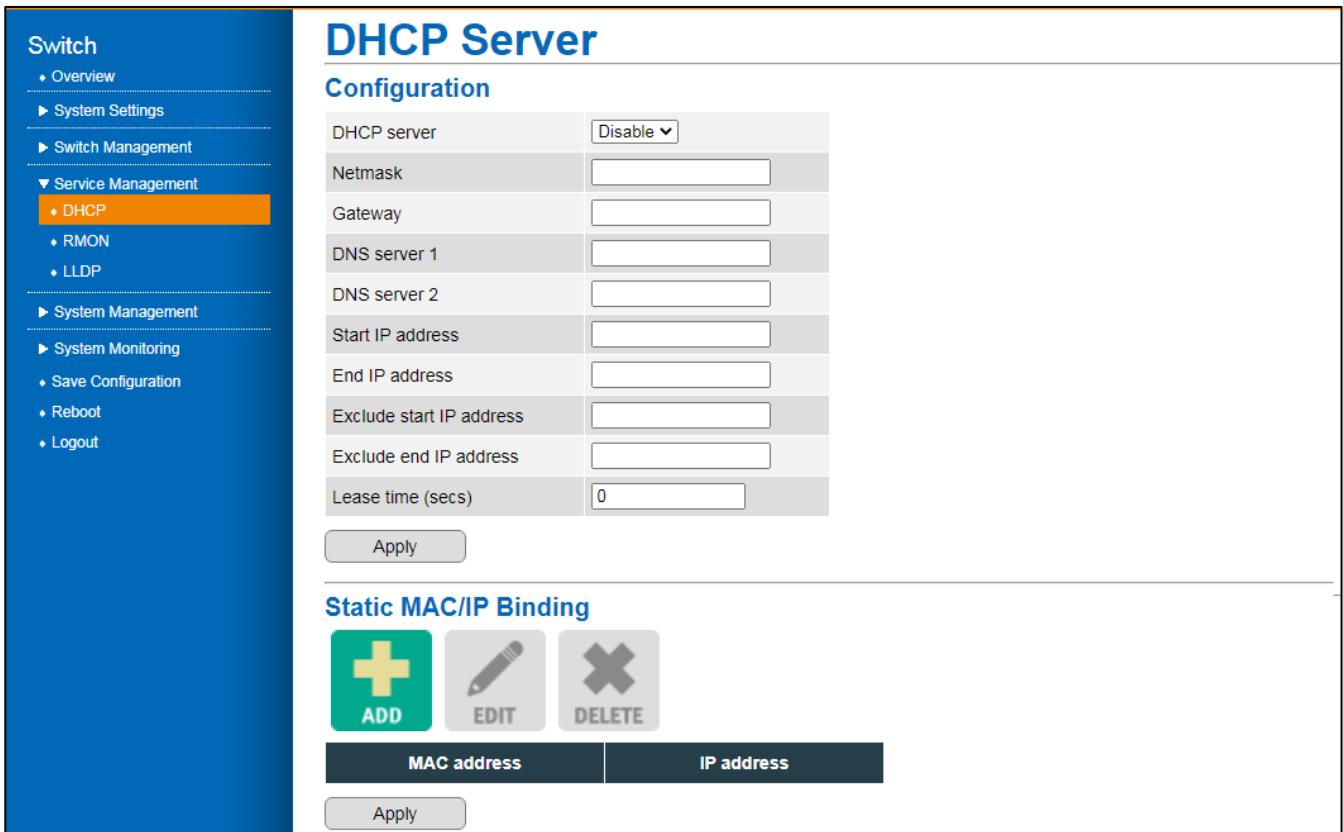 Switch
Overview
System Settings
Switch Management
Service Management
DHCP
RMON
LLDP
System Management
System Monitoring
Save Configuration
Reboot
Logout
DHCP Server
Configuration
DHCP server Disable
Netmask
Gateway
DNS server 1
DNS server 2
Start IP address
End IP address
Exclude start IP address
Exclude end IP address
Lease time (secs) 0
Apply
Static MAC/IP Binding
ADD EDIT DELETE
MAC address IP address
Apply